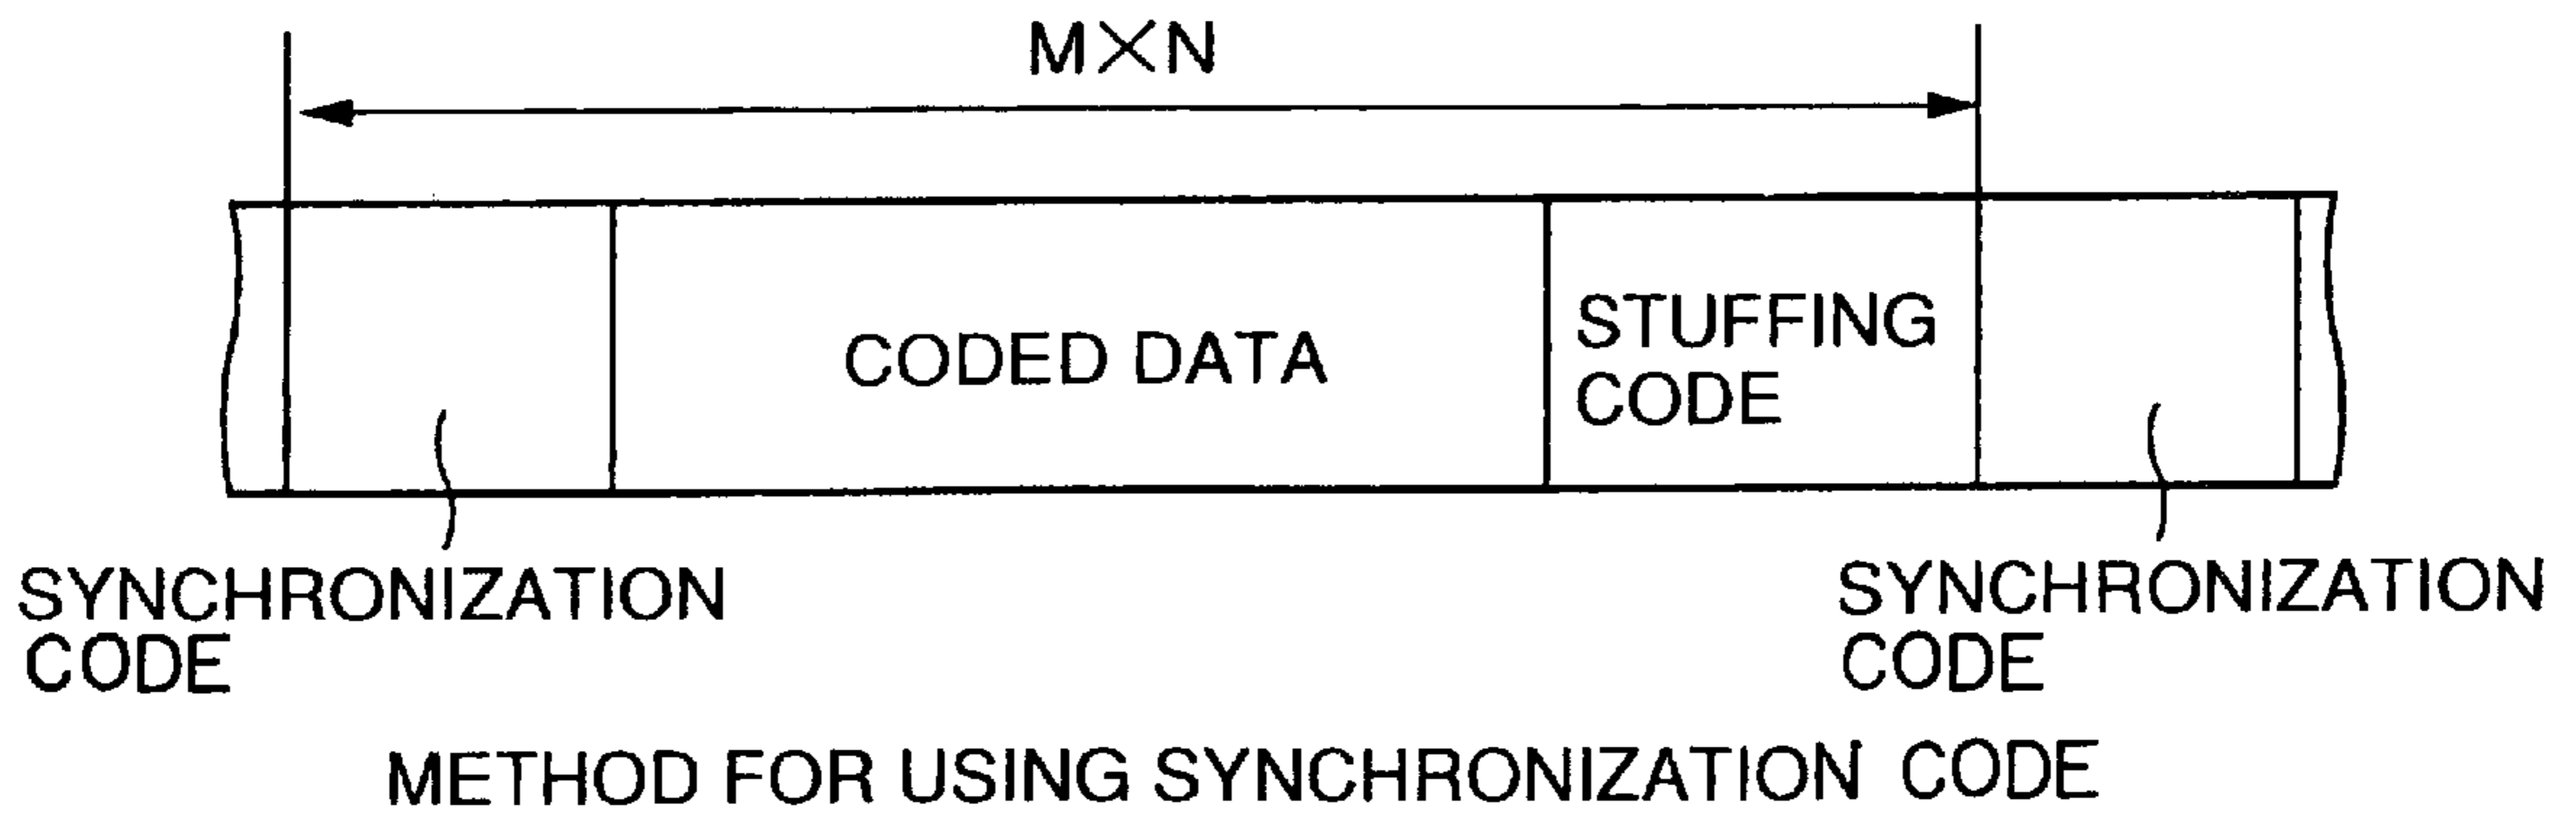 M×N
CODED DATA
STUFFING
CODE
SYNCHRONIZATION
CODE
SYNCHRONIZATION
CODE
METHOD FOR USING SYNCHRONIZATION CODE